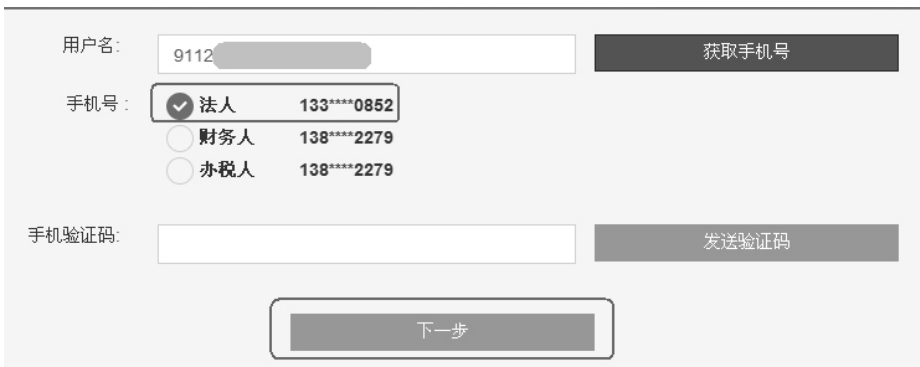 用户名:
9112
获取手机号
手机号 :
法人 133****0852
财务人 138****2279
办税人 138****2279
手机验证码:
发送验证码
下一步